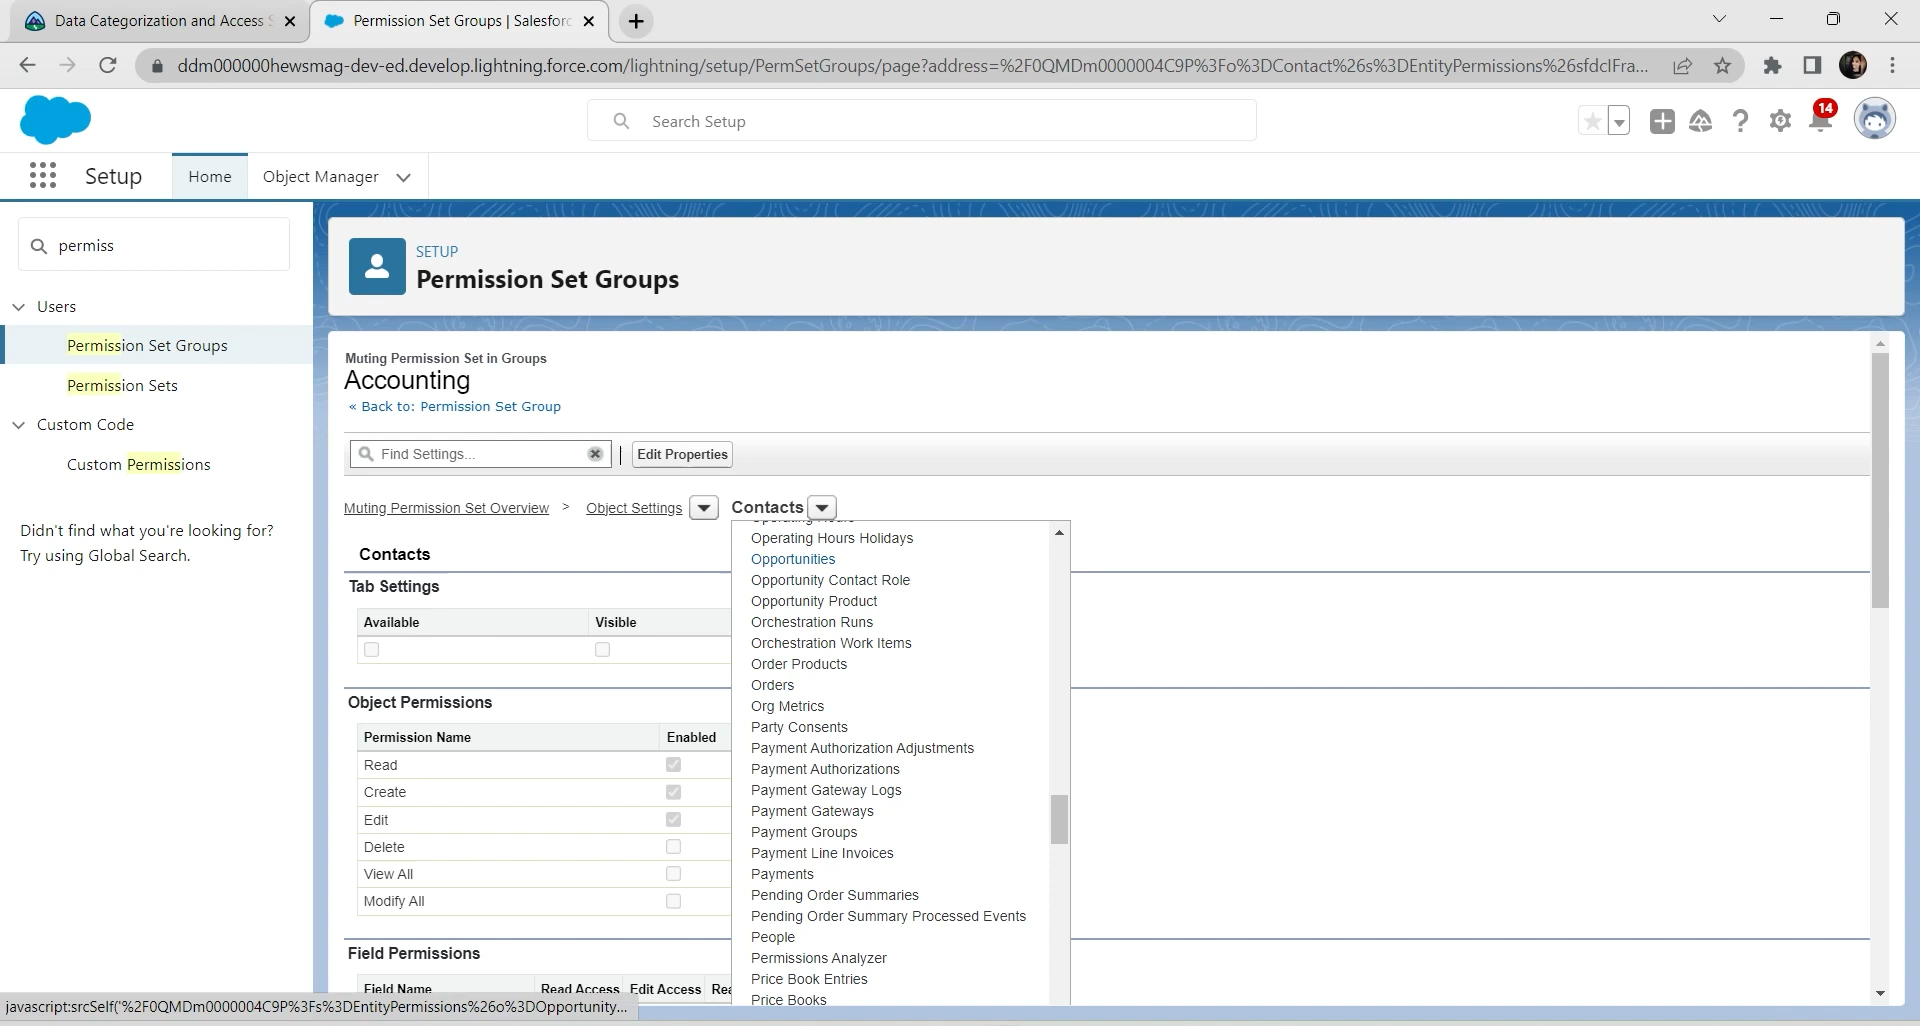 Data Categorization and Access S
Permission Set Groups | Salesforc
ddm000000hewsmag-dev-ed.develop.lightning.force.com/lightning/setup/PermSetGroups/page?address=%2F0QMDm0000004C9P%3Fo%3DContact%26s%3DEntityPermissions%26sfdcIFra...
Search Setup
14
Setup
Home
Object Manager
permiss
Users
Permission Set Groups
Permission Sets
Custom Code
Custom Permissions
Didn't find what you're looking for?
Try using Global Search.
SETUP
Permission Set Groups
Muting Permission Set in Groups
Accounting
« Back to: Permission Set Group
Find Settings...
Edit Properties
Muting Permission Set Overview > Object Settings Contacts
Operating Hours
Operating Hours Holidays
Opportunities
Opportunity Contact Role
Opportunity Product
Orchestration Runs
Orchestration Work Items
Order Products
Orders
Org Metrics
Party Consents
Payment Authorization Adjustments
Payment Authorizations
Payment Gateway Logs
Payment Gateways
Payment Groups
Payment Line Invoices
Payments
Pending Order Summaries
Pending Order Summary Processed Events
People
Permissions Analyzer
Price Book Entries
Price Books
Contacts
Tab Settings
Available Visible
Object Permissions
Permission Name Enabled
Read
Create
Edit
Delete
View All
Modify All
Field Permissions
Field Name Read Access Edit Access Rea
javascript:srcSelf('%2F0QMDm0000004C9P%3Fs%3DEntityPermissions%26o%3DOpportunity...